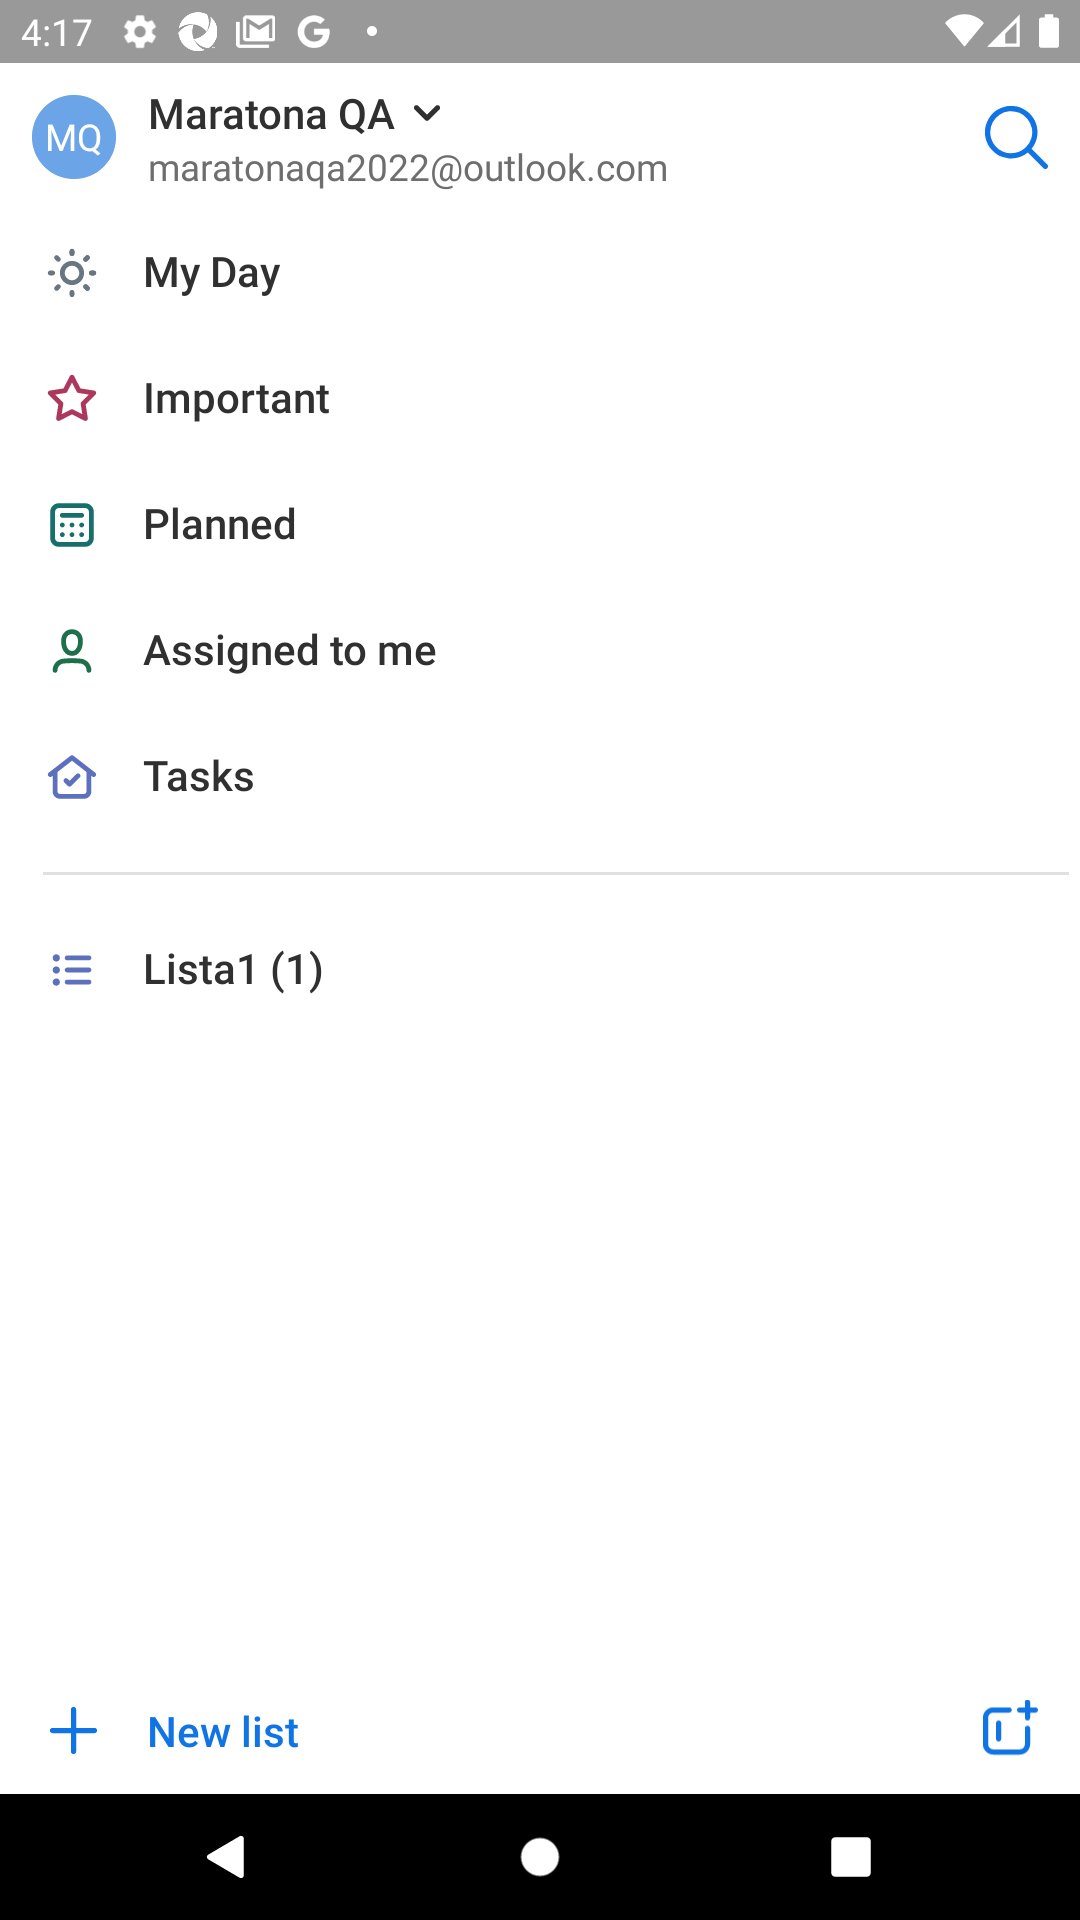 4:17
MQ
Maratona QA
maratonaqa2022@outlook.com
My Day
Important
Planned
Assigned to me
Tasks
Lista1 (1)
New list